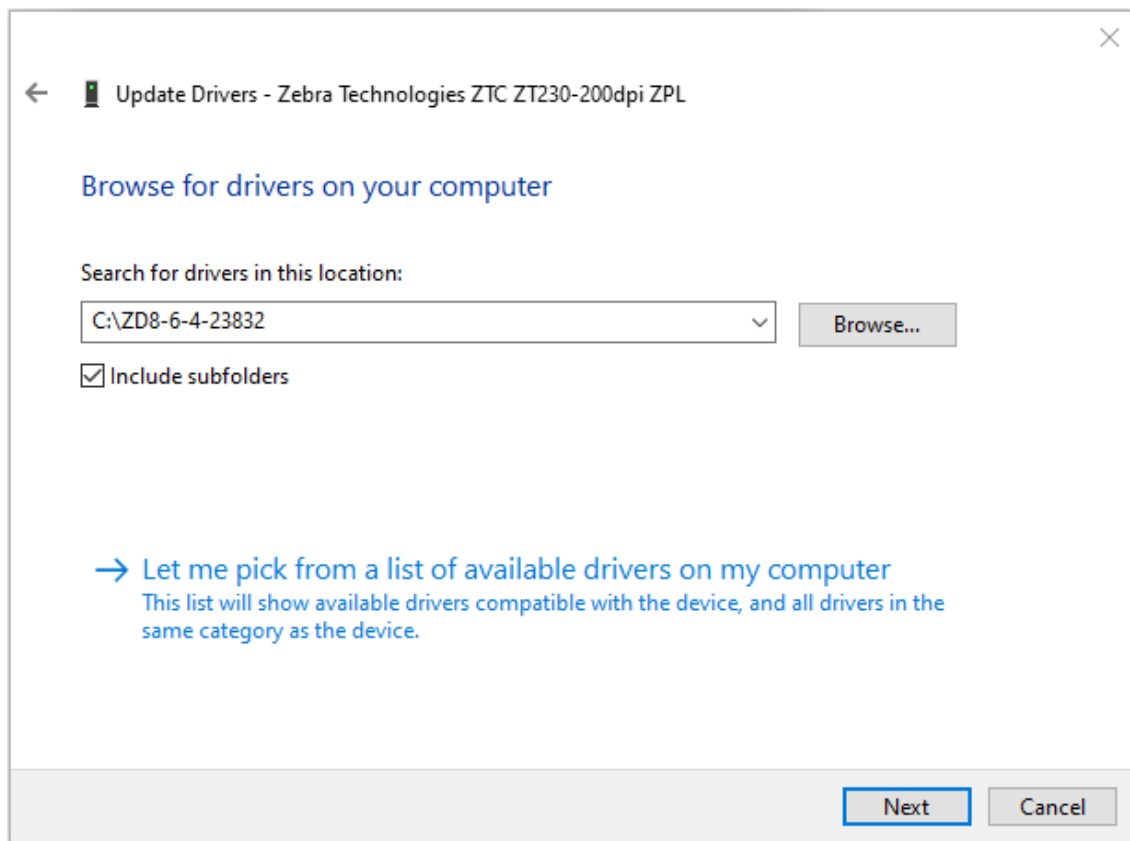 Update Drivers - Zebra Technologies ZTC ZT230-200dpi ZPL
Browse for drivers on your computer
Search for drivers in this location:
C:\ZD8-6-4-23832
Browse...
Include subfolders
Let me pick from a list of available drivers on my computer
This list will show available drivers compatible with the device, and all drivers in the
same category as the device.
Next
Cancel